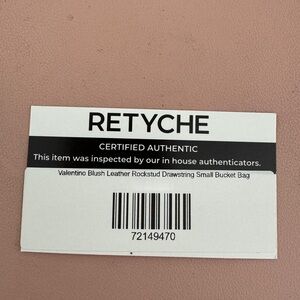 RETYCHE
CERTIFIED AUTHENTIC
This item was inspected by our in house authenticators.
Valentino Blush Leather Rockstud Drawstring Small Bucket Bag
72149470